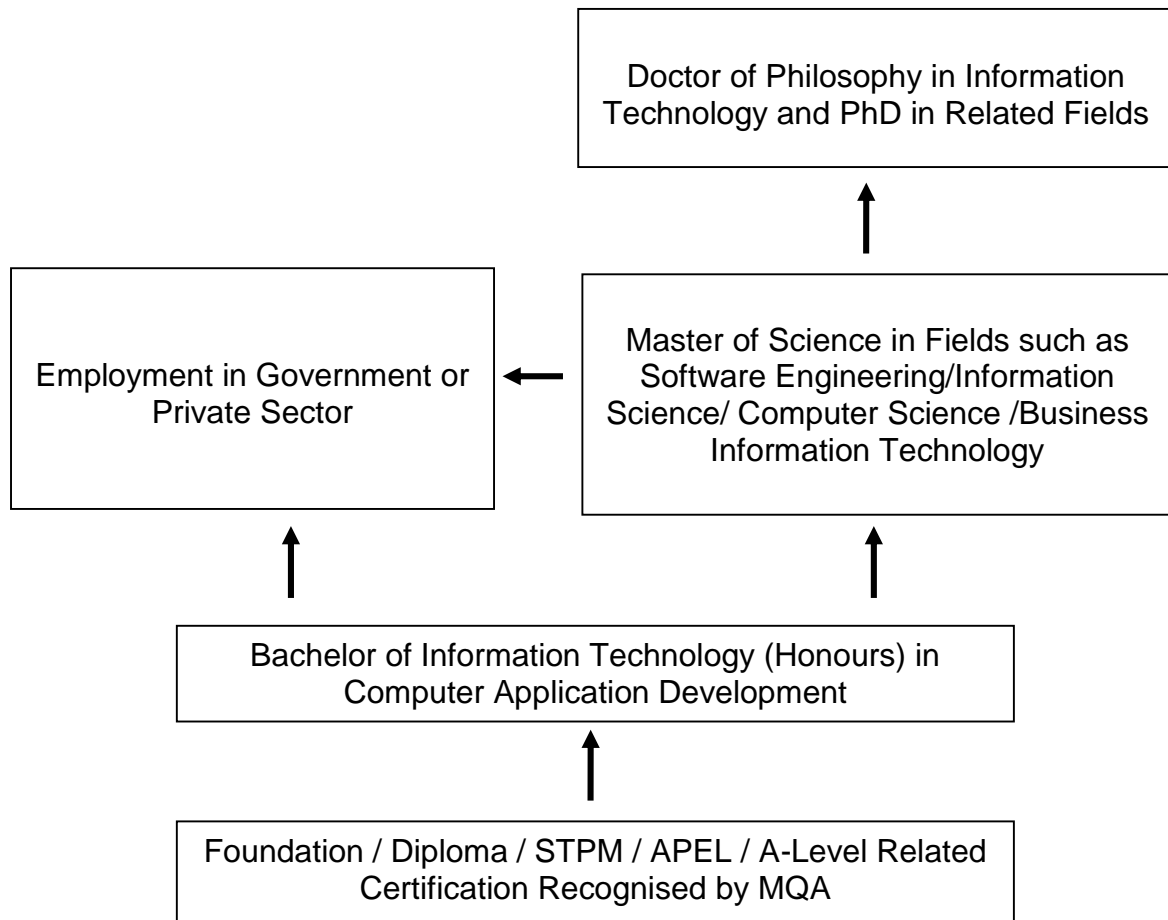 Doctor of Philosophy in Information
Technology and PhD in Related Fields
Employment in Government or
Private Sector
Master of Science in Fields such as
Software Engineering/Information
Science/ Computer Science /Business
Information Technology
Bachelor of Information Technology (Honours) in
Computer Application Development
Foundation / Diploma / STPM / APEL / A-Level Related
Certification Recognised by MQA